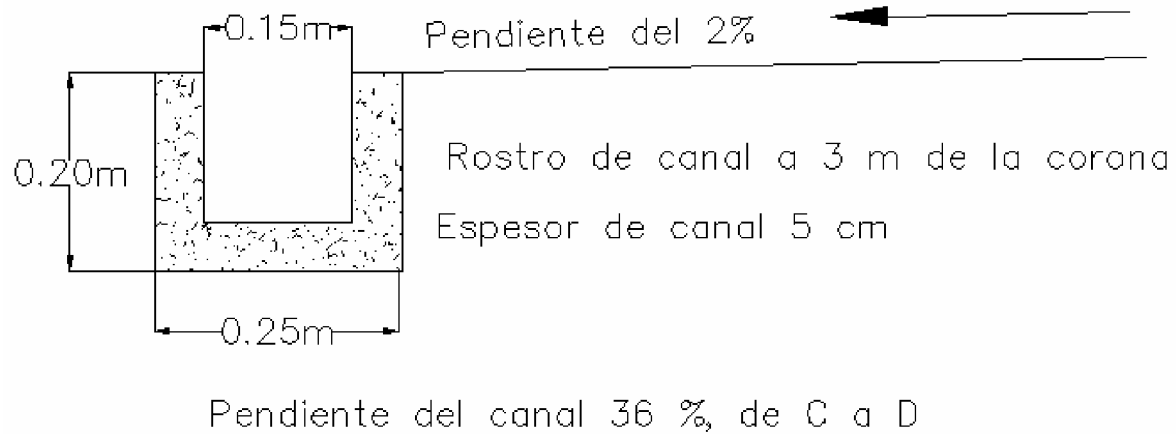 0.15m
Pendiente del 2%
0.20m
Rostro de canal a 3 m de la corana
Espesor de canal 5 cm
0.25m
Pendiente del canal 36 %, de C a D